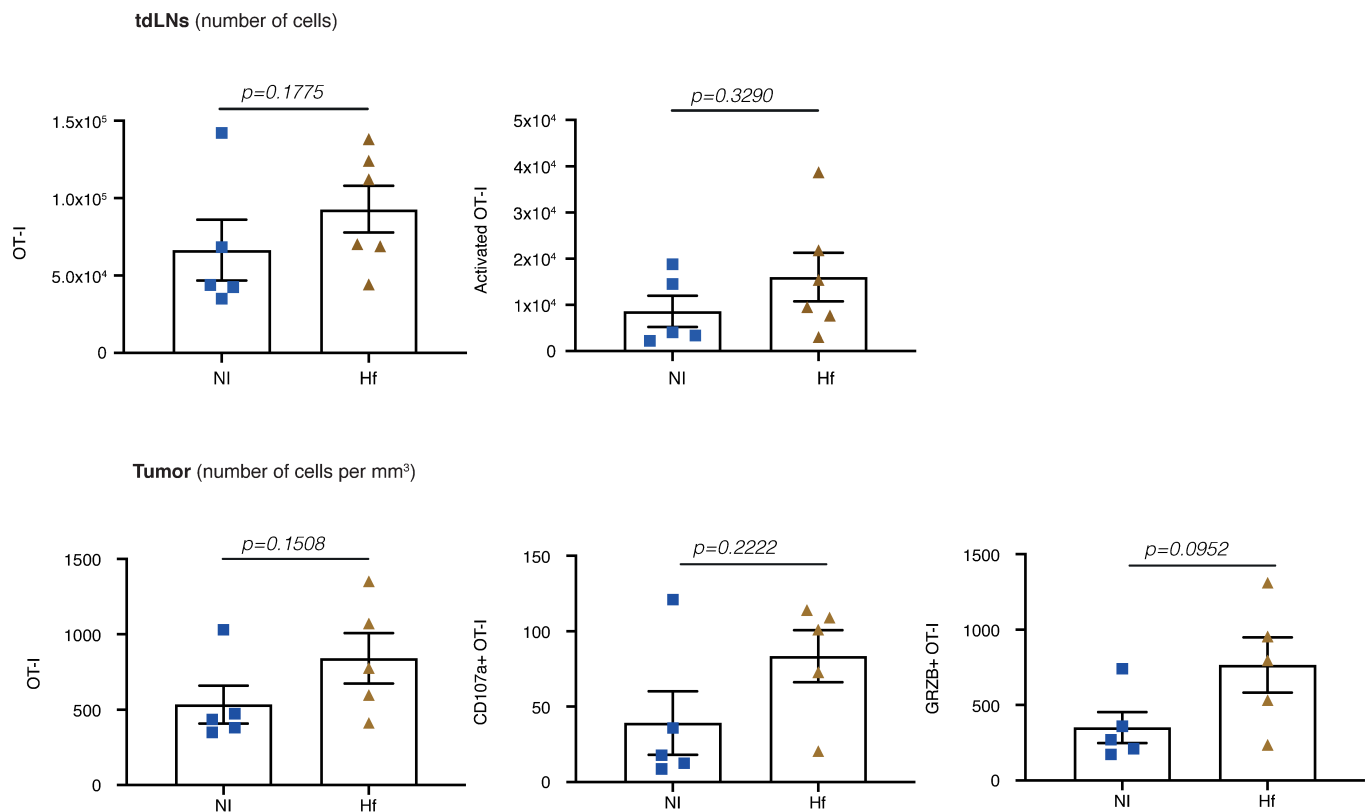 tdLNs (number of cells)
p=0.1775
1.5x10⁵
1.0x10⁵
5.0x10⁴
0
OT-I
NI
Hf
p=0.3290
5x10⁴
4x10⁴
3x10⁴
2x10⁴
1x10⁴
0
Activated OT-I
NI
Hf
Tumor (number of cells per mm³)
p=0.1508
1500
1000
500
0
OT-I
NI
Hf
p=0.2222
150
100
50
0
CD107a+ OT-I
NI
Hf
p=0.0952
1500
1000
500
0
GRZB+ OT-I
NI
Hf